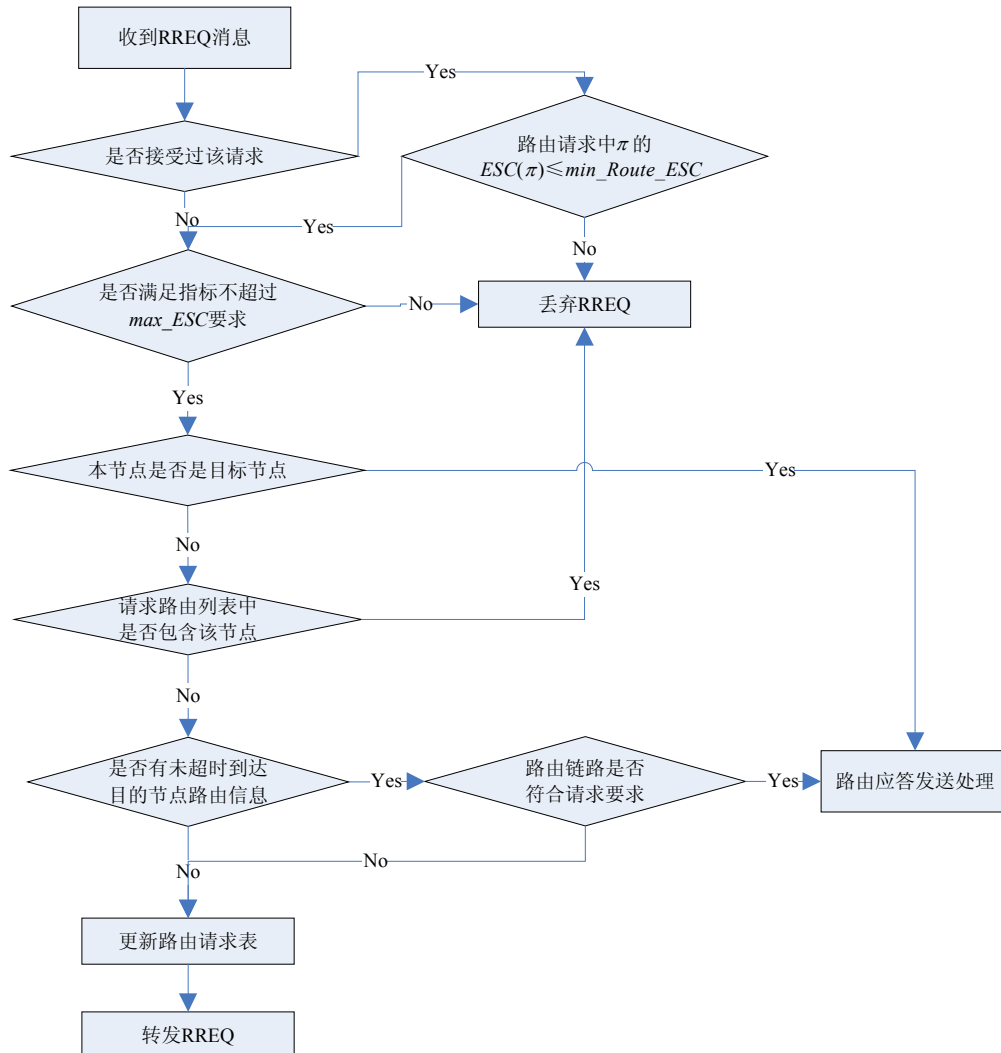 收到RREQ消息
Yes
是否接受过该请求
路由请求中π 的
ESC(π)≤min_Route_ESC
No
Yes
No
是否满足指标不超过
max_ESC要求
No
丢弃RREQ
Yes
本节点是否是目标节点
Yes
No
Yes
请求路由列表中
是否包含该节点
No
是否有未超时到达
目的节点路由信息
Yes
路由链路是否
符合请求要求
Yes
路由应答发送处理
No
No
更新路由请求表
转发RREQ